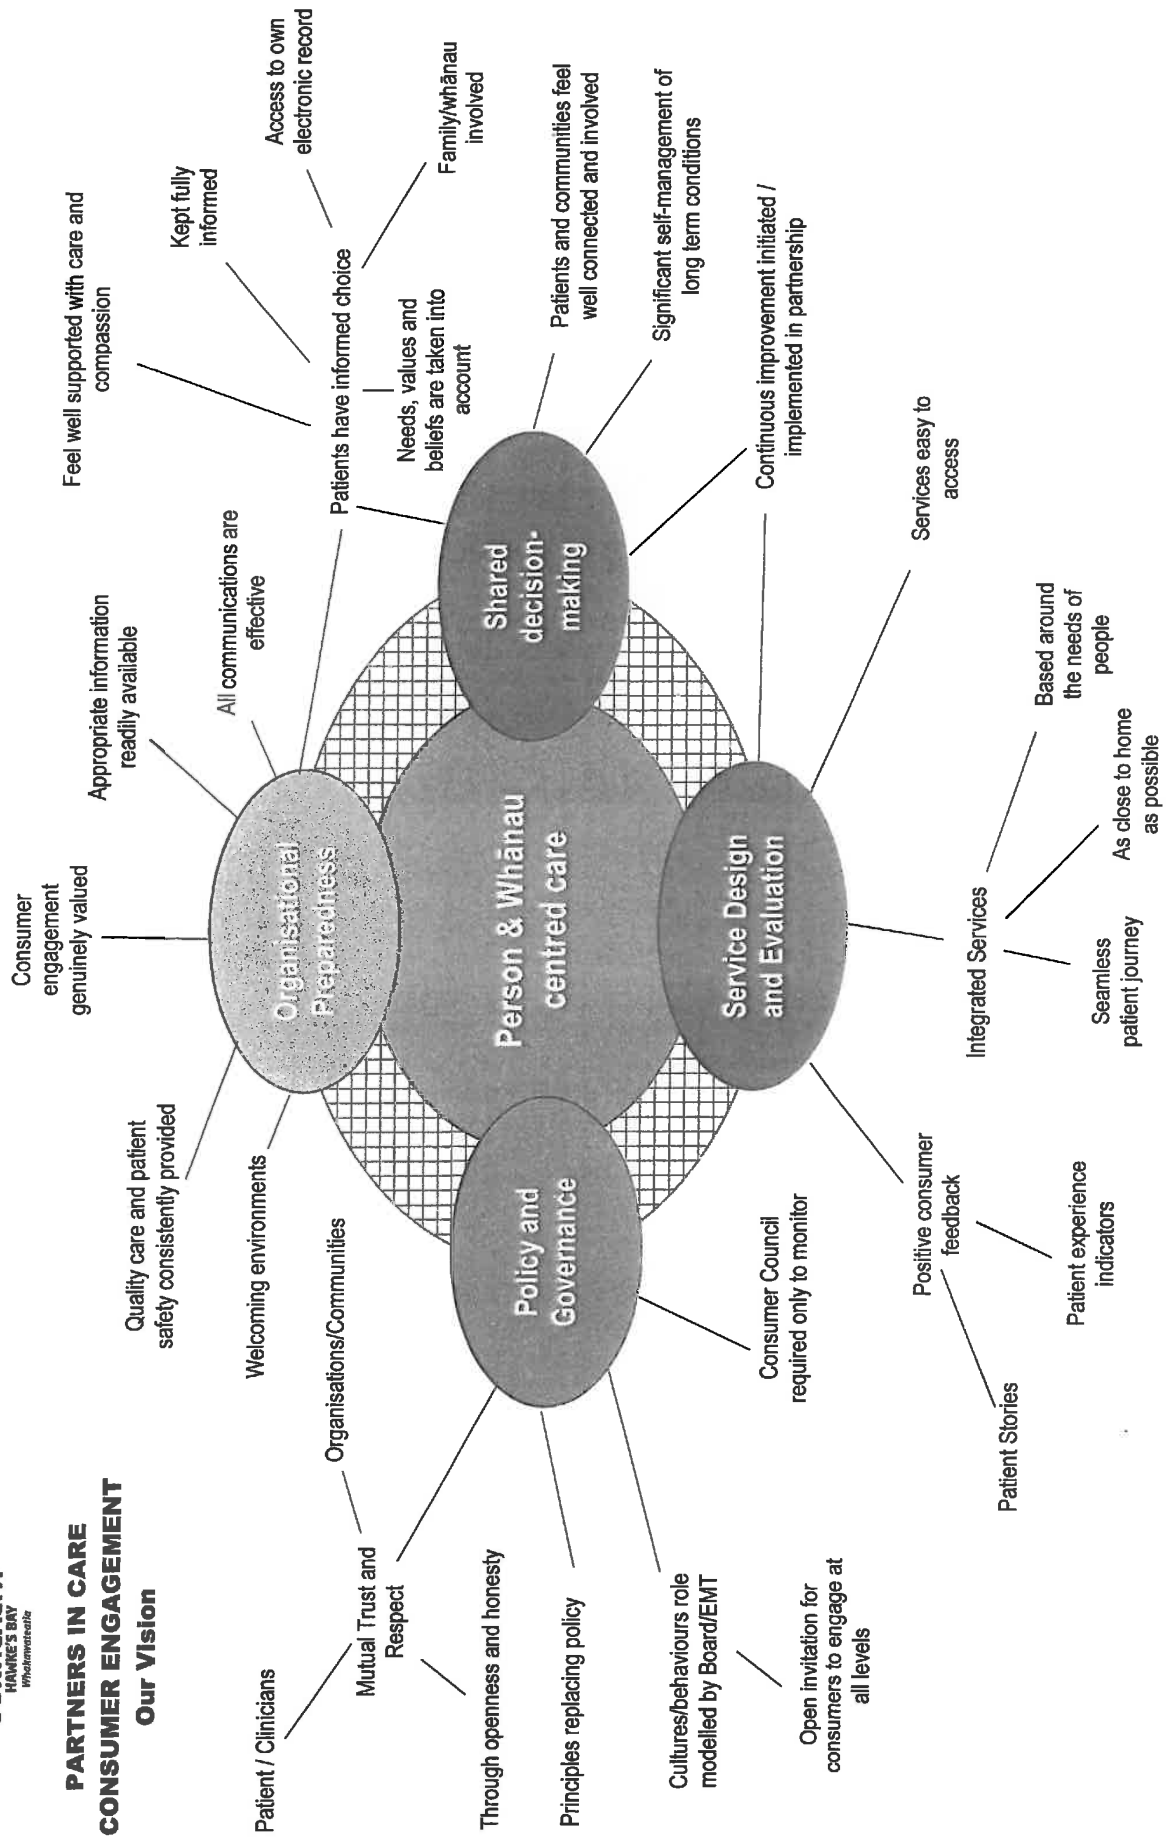 HAWKE'S BAY
Whakawateatia
PARTNERS IN CARE
CONSUMER ENGAGEMENT
Our Vision
Consumer
engagement
genuinely valued
Quality care and patient
safety consistently provided
Welcoming environments
Appropriate information
readily available
All communications are
effective
Feel well supported with care and
compassion
Kept fully
informed
Access to own
electronic record
Patients have informed choice
Family/whānau
involved
Needs, values and
beliefs are taken into
account
Organisational
Preparedness
Organisations/Communities
Patient / Clinicians
Mutual Trust and
Respect
Through openness and honesty
Principles replacing policy
Cultures/behaviours role
modelled by Board/EMT
Open invitation for
consumers to engage at
all levels
Policy and
Governance
Consumer Council
required only to monitor
Person & Whānau
centred care
Shared
decision-
making
Patients and communities feel
well connected and involved
Significant self-management of
long term conditions
Continuous improvement initiated /
implemented in partnership
Service Design
and Evaluation
Services easy to
access
Positive consumer
feedback
Patient Stories
Patient experience
indicators
Integrated Services
Seamless
patient journey
As close to home
as possible
Based around
the needs of
people